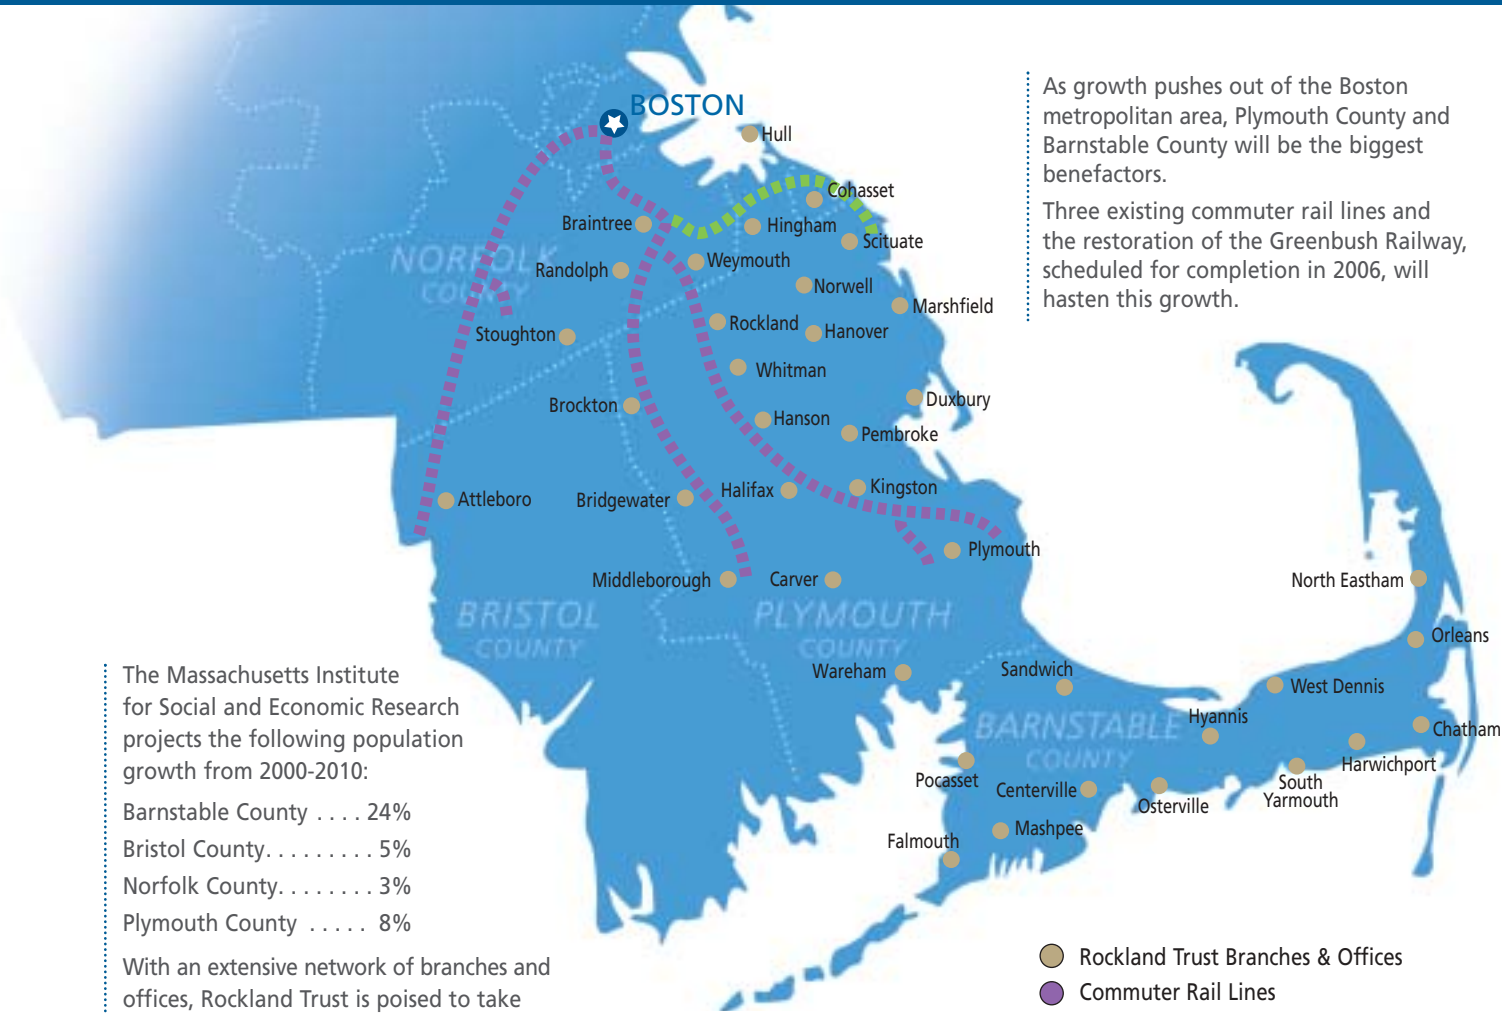 BOSTON
Hull
Cohasset
Braintree
Hingham
Scituate
NORFOLK
COUNTY
Randolph
Weymouth
Norwell
Marshfield
Stoughton
Rockland
Hanover
Whitman
Brockton
Duxbury
Hanson
Pembroke
Attleboro
Bridgewater
Halifax
Kingston
Plymouth
Middleborough
Carver
BRISTOL
COUNTY
PLYMOUTH
COUNTY
Wareham
Sandwich
North Eastham
Orleans
West Dennis
BARNSTABLE
COUNTY
Hyannis
Chatham
Harwichport
Pocasset
Centerville
Osterville
South
Yarmouth
Mashpee
Falmouth
As growth pushes out of the Boston
metropolitan area, Plymouth County and
Barnstable County will be the biggest
benefactors.
Three existing commuter rail lines and
the restoration of the Greenbush Railway,
scheduled for completion in 2006, will
hasten this growth.
The Massachusetts Institute
for Social and Economic Research
projects the following population
growth from 2000-2010:
Barnstable County . . . . 24%
Bristol County. . . . . . . . . 5%
Norfolk County. . . . . . . . 3%
Plymouth County . . . . . 8%
With an extensive network of branches and
offices, Rockland Trust is poised to take
Rockland Trust Branches & Offices
Commuter Rail Lines